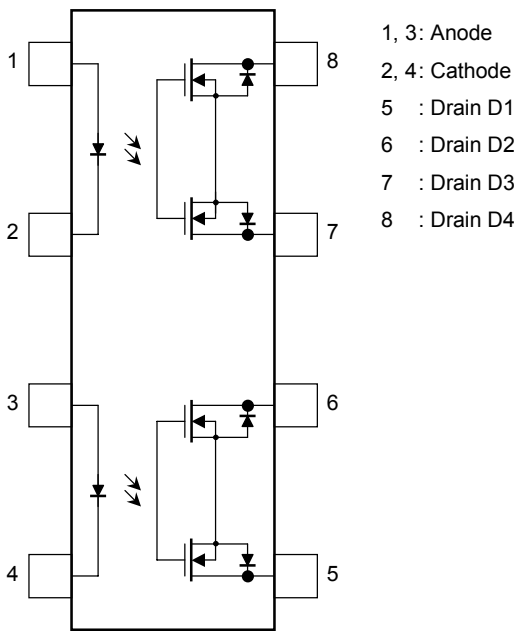 1
8
2
7
3
6
4
5
1, 3: Anode
2, 4: Cathode
5 : Drain D1
6 : Drain D2
7 : Drain D3
8 : Drain D4